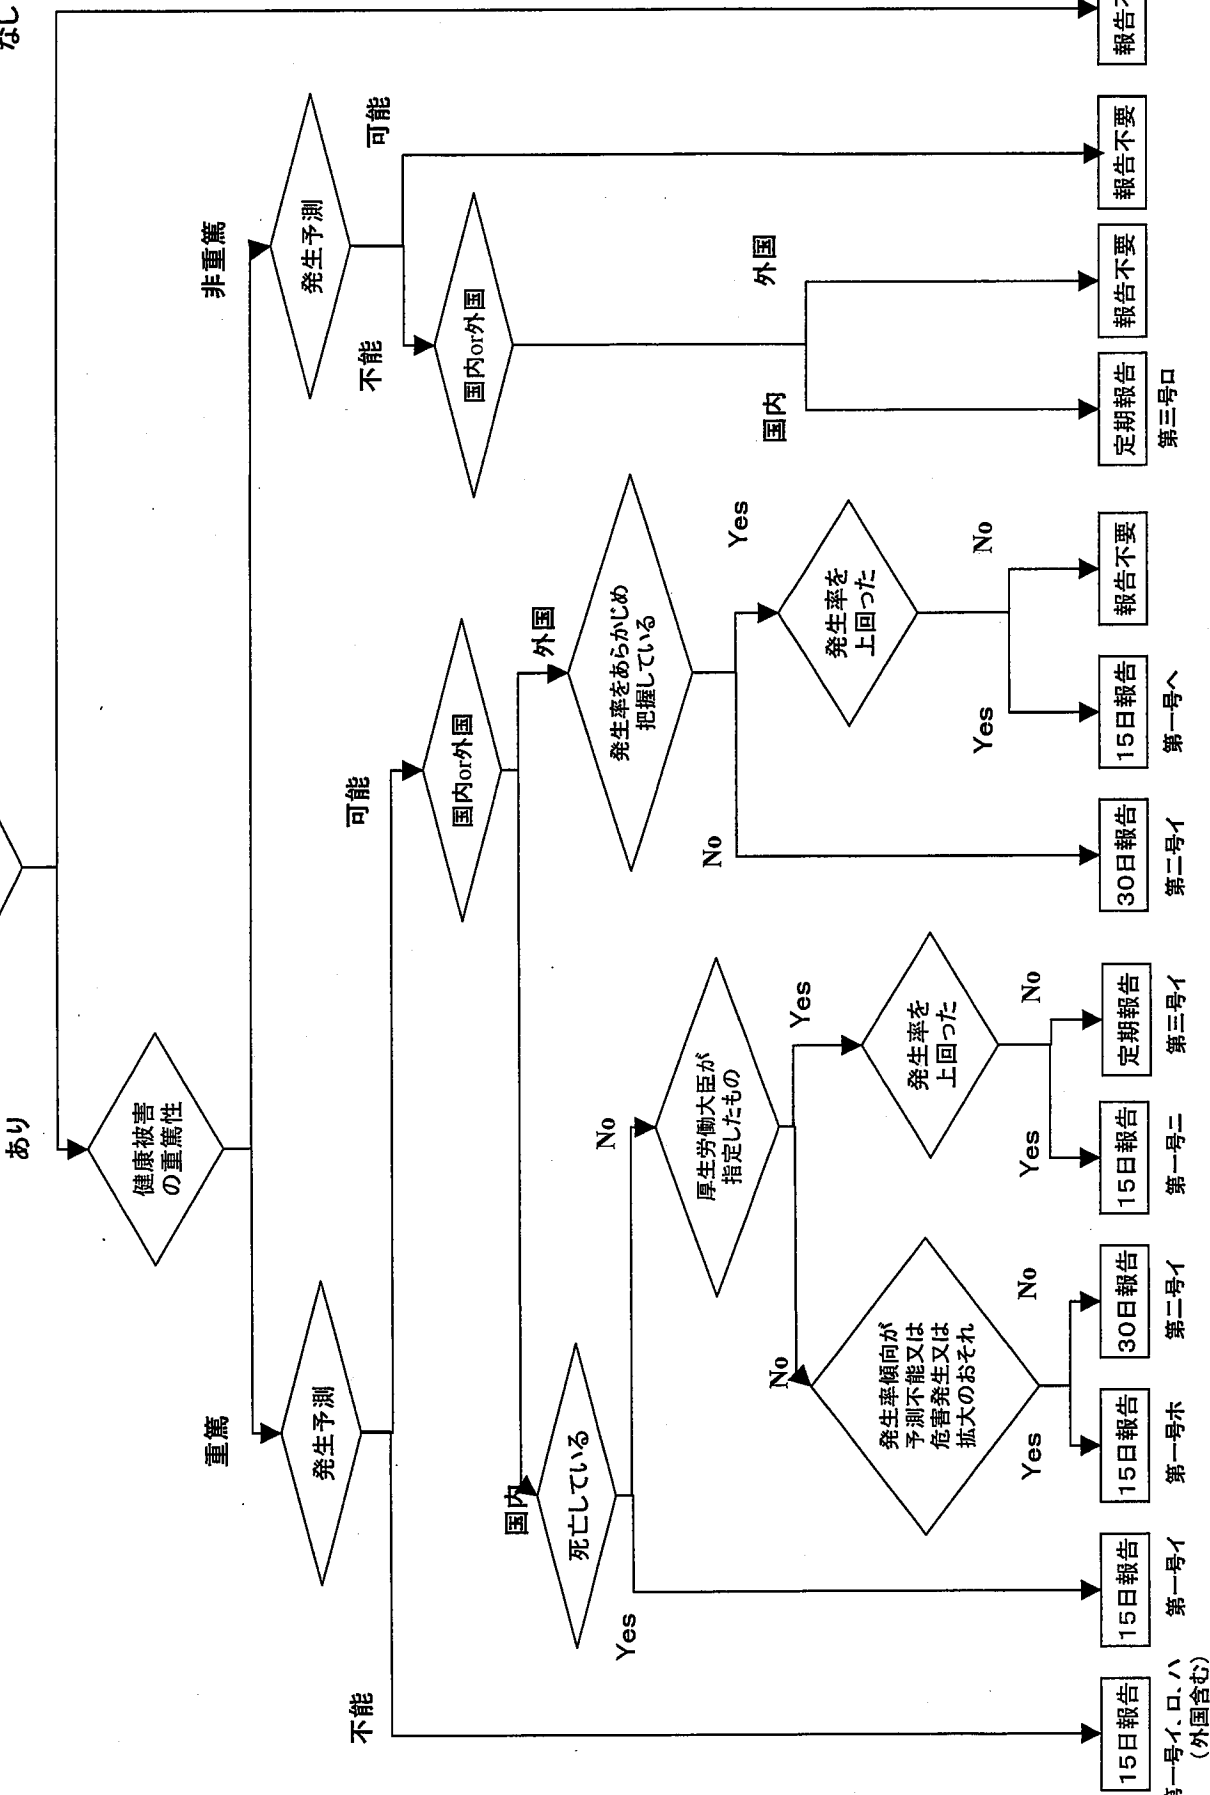 あり
なし
健康被害
の重篤性
重篤
非重篤
発生予測
発生予測
不能
可能
不能
可能
国内or外国
国内or外国
国内
外国
国内
外国
死亡している
発生率をあらかじめ
把握している
Yes
No
No
Yes
厚生労働大臣が
指定したもの
発生率を
上回った
No
Yes
Yes
No
発生率傾向が
予測不能又は
危害発生又は
拡大のおそれ
発生率を
上回った
Yes
No
Yes
No
15日報告
15日報告
15日報告
30日報告
15日報告
定期報告
30日報告
15日報告
報告不要
定期報告
報告不要
報告不要
報告
第一号イ、ロ、ハ
(外国含む)
第一号イ
第一号ホ
第二号イ
第一号ニ
第三号イ
第二号イ
第一号ヘ
第三号ロ